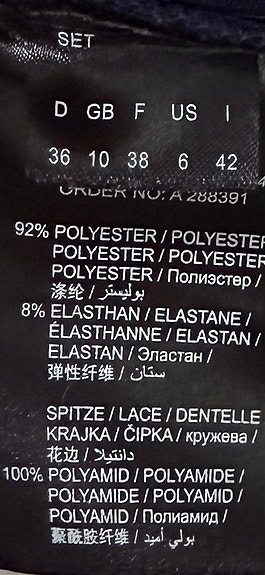 SET
D GB F US I
36 10 38 6 42
ORDER NO: A 288391
92% POLYESTER / POLYESTER
POLYESTER / POLYESTER
POLYESTER / Полиэстер /
涤纶 / بوليستر /
8% ELASTHAN / ELASTANE /
ÉLASTHANNE / ELASTAN /
ELASTAN / Эластан /
弹性纤维 / ستان /
SPITZE / LACE / DENTELLE
KRAJKA / ČIPKA / кружева /
花边 / دانتيلا /
100% POLYAMID / POLYAMIDE /
POLYAMIDE / POLYAMID /
POLYAMID / Полиамид /
聚酰胺纤维 / بولي أميد /